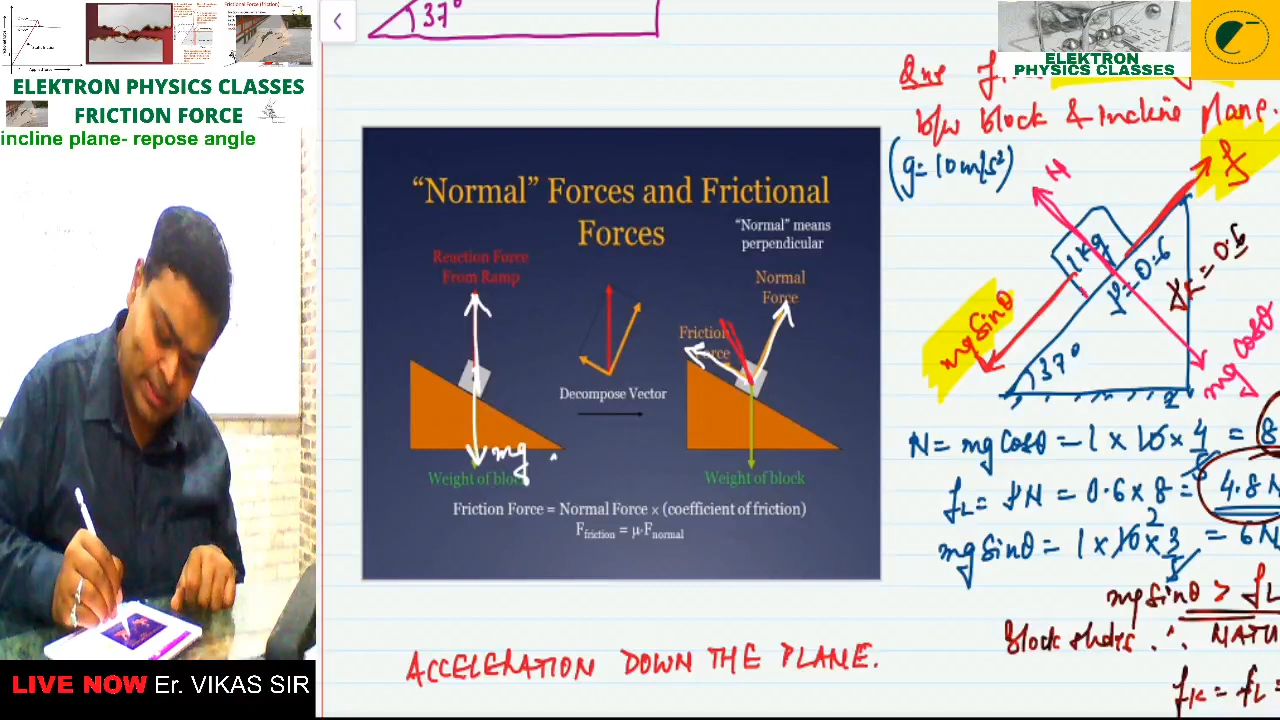 ELEKTRON PHYSICS CLASSES
FRICTION FORCE
incline plane- repose angle
LIVE NOW Er. VIKAS SIR
37°
"Normal" Forces and Frictional
Forces
"Normal" means
perpendicular
Reaction Force
From Ramp
Normal
Force
Friction
Decompose Vector
mg
Weight of block
Weight of block
Friction Force = Normal Force x (coefficient of friction)
Ffriction = μ·Fnormal
ACCELERATION DOWN THE PLANE.
ELEKTRON
PHYSICS CLASSES
Que
b/w block & Incline Plane.
(g=10m/s²)
N
f
1kg
μ=0.6
= 0.6
mg sinθ
mg cosθ
37°
N = mg cosθ = 1 x 10 x 4/5 = 8
fL = μN = 0.6 x 8 = 4.8 N
mg sinθ = 1 x 10 x 3/5 = 6N
mg sinθ > fL
Block slides ∴ NATU
fK = fL =